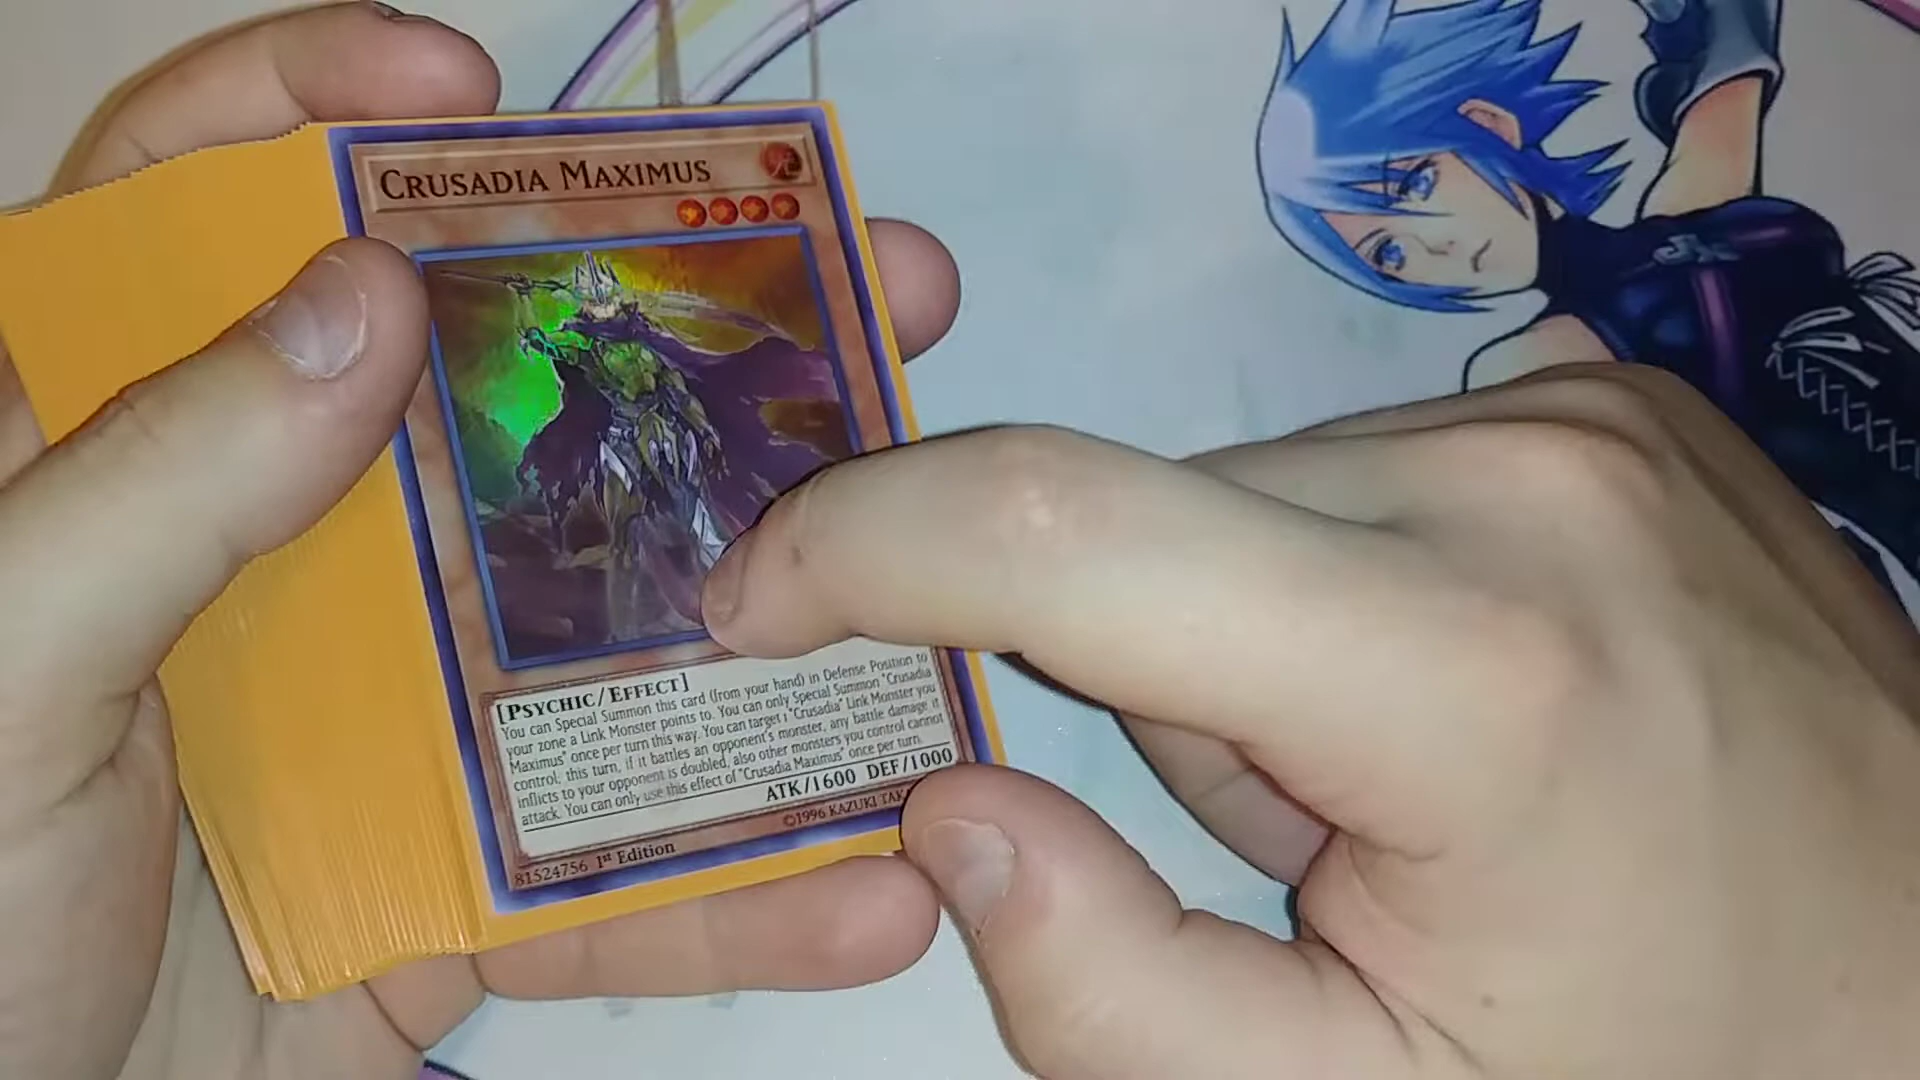 CRUSADIA MAXIMUS
[PSYCHIC/EFFECT]
You can Special Summon this card (from your hand) in Defense Position to
your zone a Link Monster points to. You can only Special Summon "Crusadia
Maximus" once per turn this way. You can target 1 "Crusadia" Link Monster you
control; this turn, if it battles an opponent's monster, any battle damage it
inflicts to your opponent is doubled, also other monsters you control cannot
attack. You can only use this effect of "Crusadia Maximus" once per turn.
ATK/1600 DEF/1000
81524756 1st Edition
©1996 KAZUKI